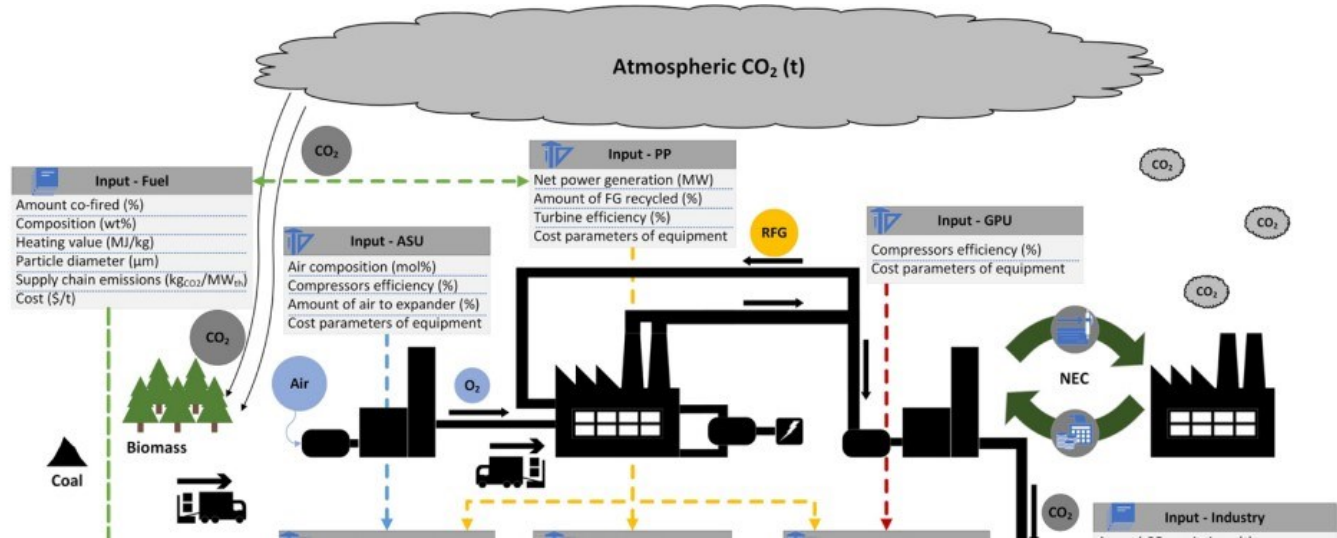 Atmospheric CO₂ (t)
CO₂
Input - PP
Net power generation (MW)
Amount of FG recycled (%)
Turbine efficiency (%)
Cost parameters of equipment
Input - Fuel
Amount co-fired (%)
Composition (wt%)
Heating value (MJ/kg)
Particle diameter (μm)
Supply chain emissions (kg_CO2/MW_th)
Cost ($/t)
Input - ASU
Air composition (mol%)
Compressors efficiency (%)
Amount of air to expander (%)
Cost parameters of equipment
RFG
Input - GPU
Compressors efficiency (%)
Cost parameters of equipment
CO₂
CO₂
CO₂
CO₂
Air
O₂
NEC
Biomass
Coal
CO₂
Input - Industry